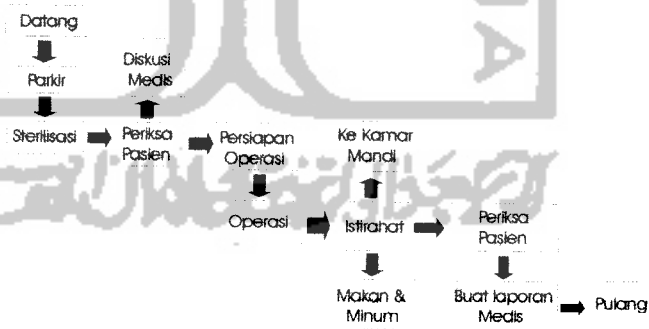 Datang
Parkir
Diskusi
Medis
Sterilisasi
Periksa
Pasien
Persiapan
Operasi
Ke Kamar
Mandi
Operasi
Istirahat
Periksa
Pasien
Makan &
Minum
Buat laporan
Medis
Pulang